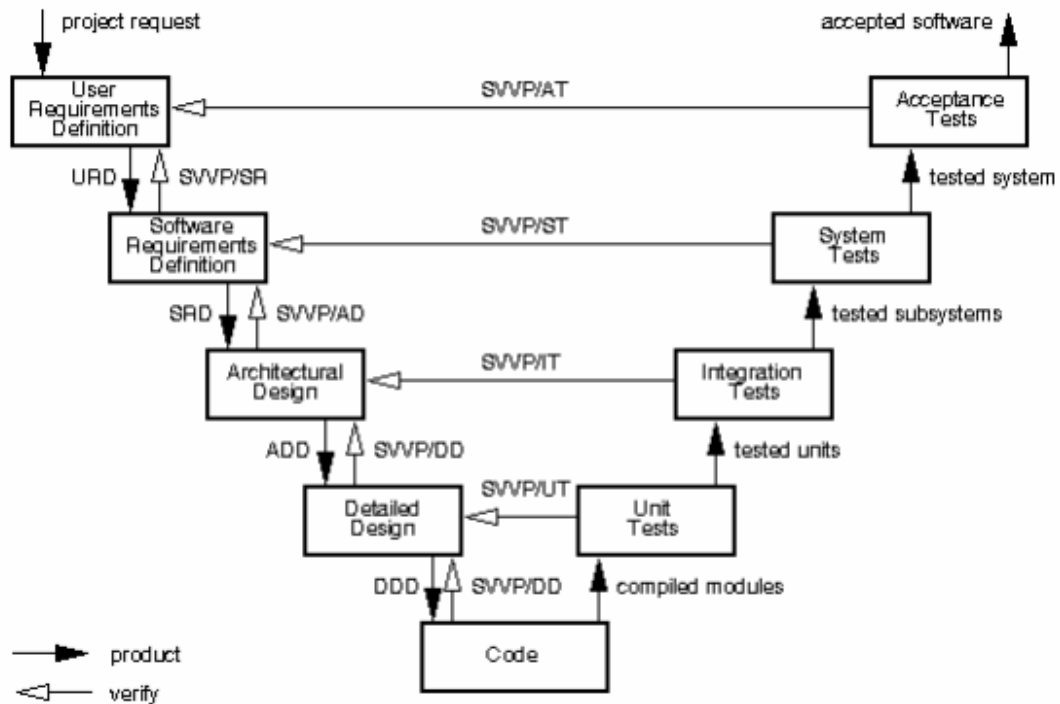 project request
accepted software
User
Requirements
Definition
SVVP/AT
Acceptance
Tests
URD
SVVP/SR
tested system
Software
Requirements
Definition
SVVP/ST
System
Tests
SRD
SVVP/AD
tested subsystems
Architectural
Design
SVVP/IT
Integration
Tests
ADD
SVVP/DD
tested units
Detailed
Design
SVVP/UT
Unit
Tests
DDD
SVVP/DD
compiled modules
Code
product
verify